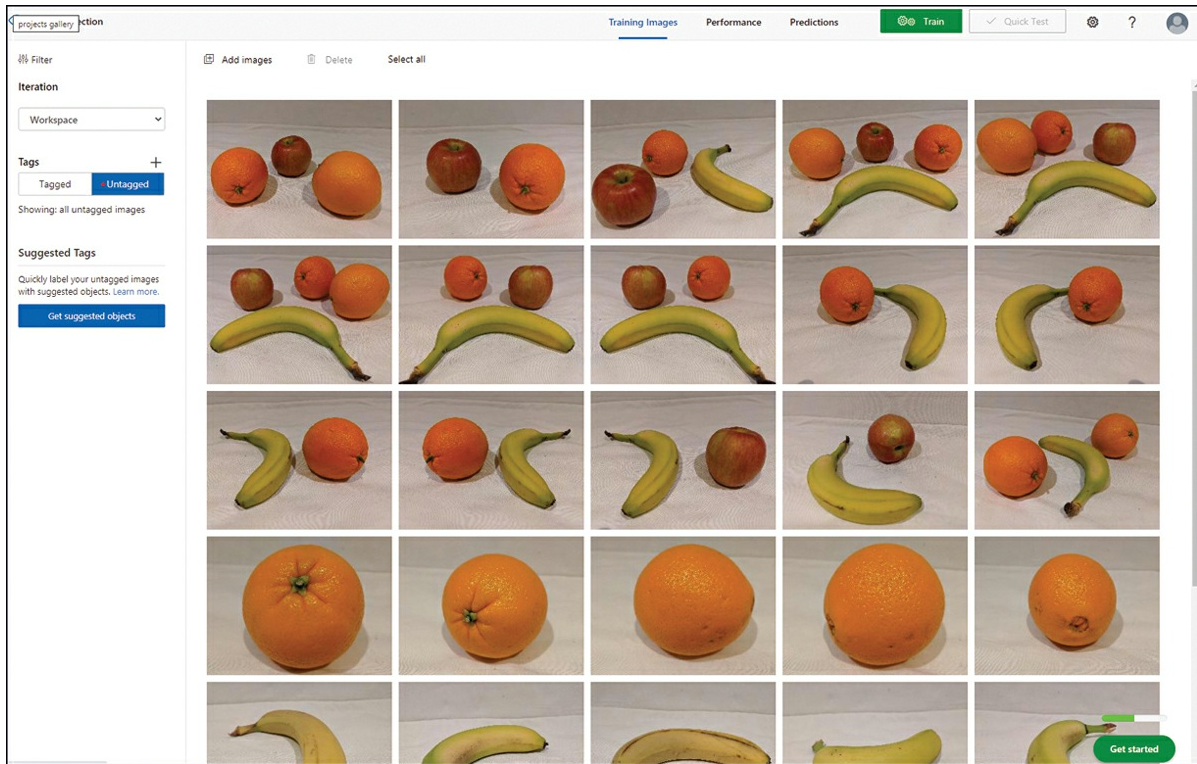 projects gallery
ction
Training Images
Performance
Predictions
Train
Quick Test
?
Filter
Add images
Delete
Select all
Iteration
Workspace
Tags
Tagged
Untagged
Showing: all untagged images
Suggested Tags
Quickly label your untagged images
with suggested objects. Learn more.
Get suggested objects
Get started